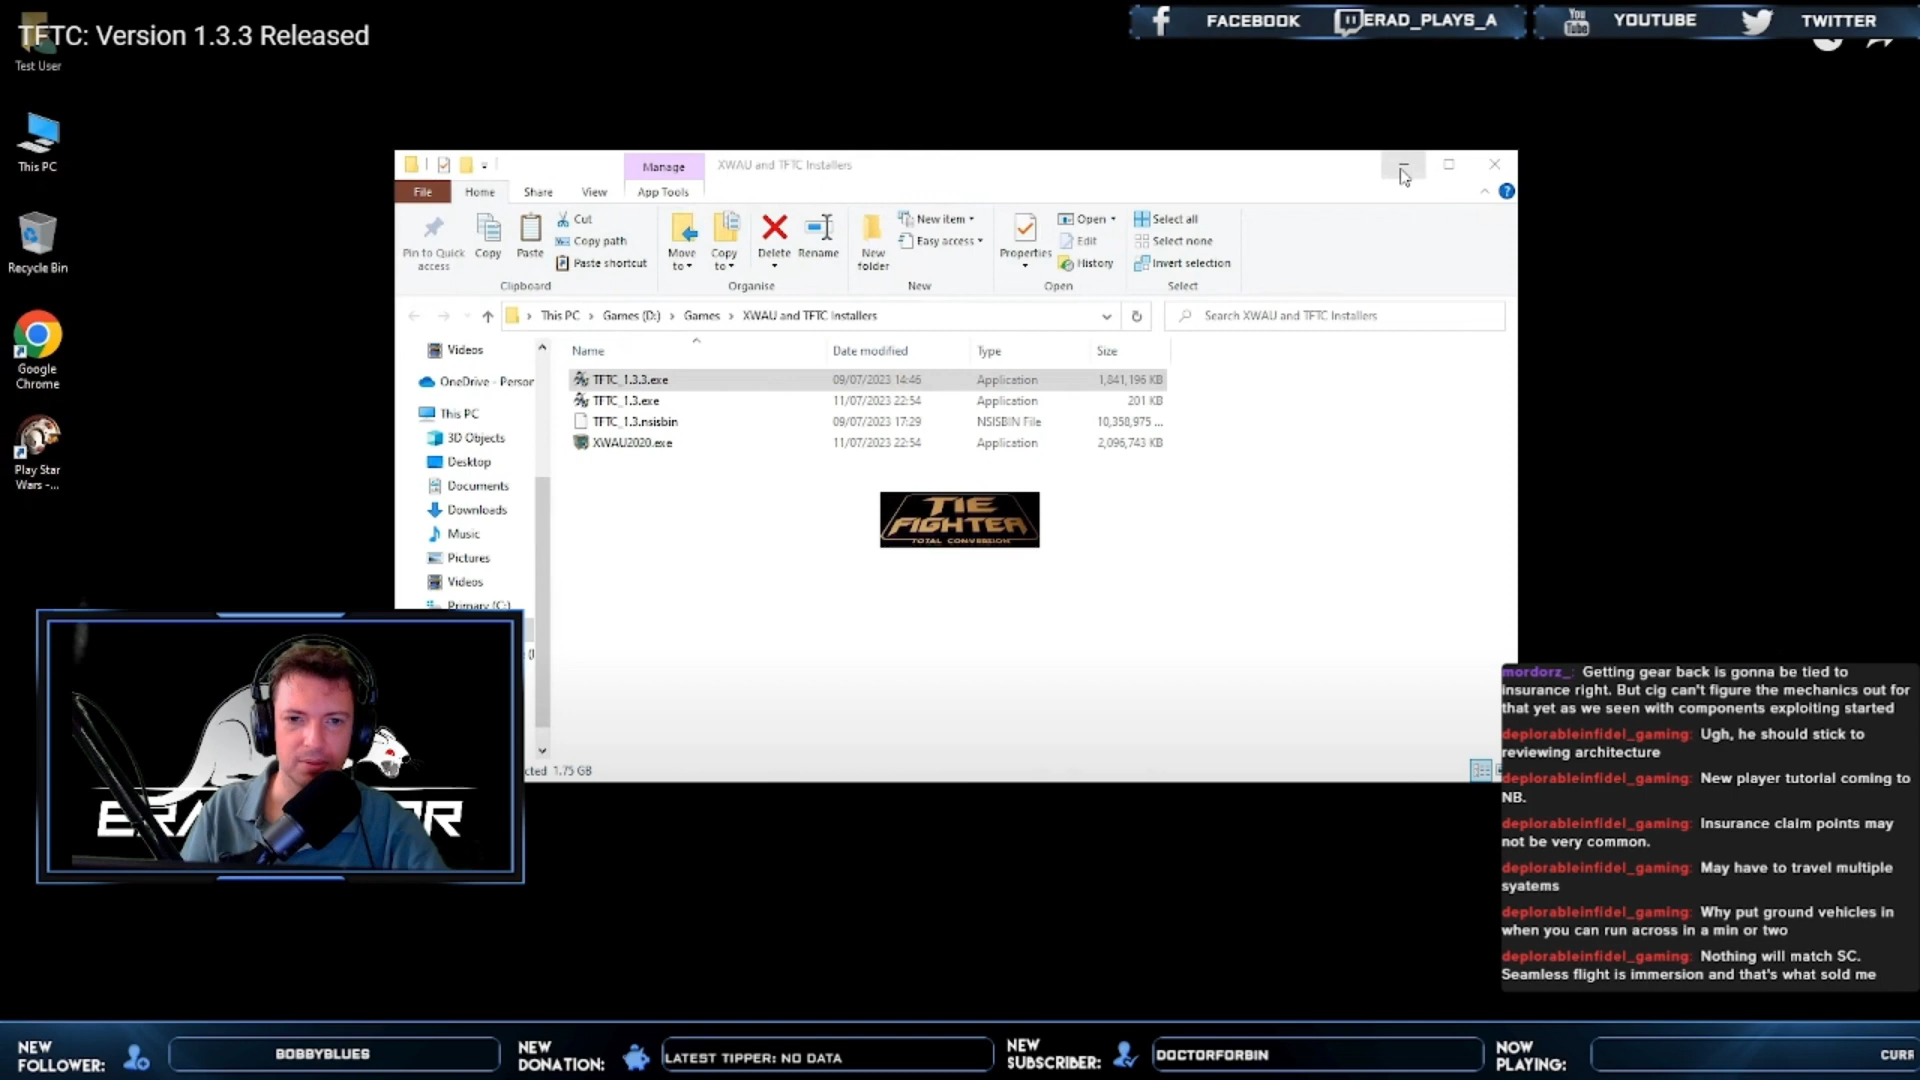 TFTC: Version 1.3.3 Released
FACEBOOK
ERAD_PLAYS_A
YOUTUBE
TWITTER
Test User
This PC
Recycle Bin
Google
Chrome
Play Star
Wars -...
Manage
XWAU and TFTC Installers
File
Home
Share
View
App Tools
Pin to Quick
access
Copy
Paste
Cut
Copy path
Paste shortcut
Clipboard
Move
to
Copy
to
Delete
Rename
Organise
New
folder
New item
Easy access
New
Properties
Open
Edit
History
Open
Select all
Select none
Invert selection
Select
This PC > Games (D:) > Games > XWAU and TFTC Installers
Search XWAU and TFTC Installers
Videos
OneDrive - Person
This PC
3D Objects
Desktop
Documents
Downloads
Music
Pictures
Videos
Primary (C:)
Name Date modified Type Size
TFTC_1.3.3.exe 09/07/2023 14:46 Application 1,841,196 KB
TFTC_1.3.exe 11/07/2023 22:54 Application 201 KB
TFTC_1.3.nsisbin 09/07/2023 17:29 NSISBIN File 10,358,975 ...
XWAU2020.exe 11/07/2023 22:54 Application 2,096,743 KB
TIE
FIGHTER
TOTAL CONVERSION
cted 1.75 GB
mordorz_: Getting gear back is gonna be tied to
insurance right. But cig can't figure the mechanics out for
that yet as we seen with components exploiting started
deplorableinfidel_gaming: Ugh, he should stick to
reviewing architecture
deplorableinfidel_gaming: New player tutorial coming to
NB.
deplorableinfidel_gaming: Insurance claim points may
not be very common.
deplorableinfidel_gaming: May have to travel multiple
syatems
deplorableinfidel_gaming: Why put ground vehicles in
when you can run across in a min or two
deplorableinfidel_gaming: Nothing will match SC.
Seamless flight is immersion and that's what sold me
NEW
FOLLOWER:
BOBBYBLUES
NEW
DONATION:
LATEST TIPPER: NO DATA
NEW
SUBSCRIBER:
DOCTORFORBIN
NOW
PLAYING:
CURR